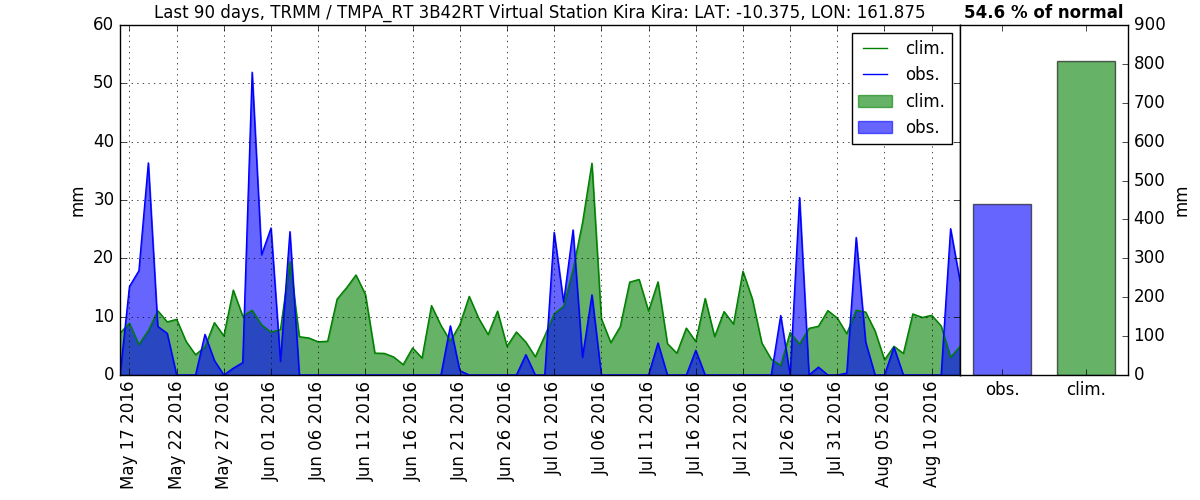 Last 90 days, TRMM / TMPA_RT 3B42RT Virtual Station Kira Kira: LAT: -10.375, LON: 161.875
54.6 % of normal
60
50
40
30
20
10
0
mm
clim.
obs.
clim.
obs.
900
800
700
600
500
400
300
200
100
0
mm
obs.
clim.
May 17 2016
May 22 2016
May 27 2016
Jun 01 2016
Jun 06 2016
Jun 11 2016
Jun 16 2016
Jun 21 2016
Jun 26 2016
Jul 01 2016
Jul 06 2016
Jul 11 2016
Jul 16 2016
Jul 21 2016
Jul 26 2016
Jul 31 2016
Aug 05 2016
Aug 10 2016